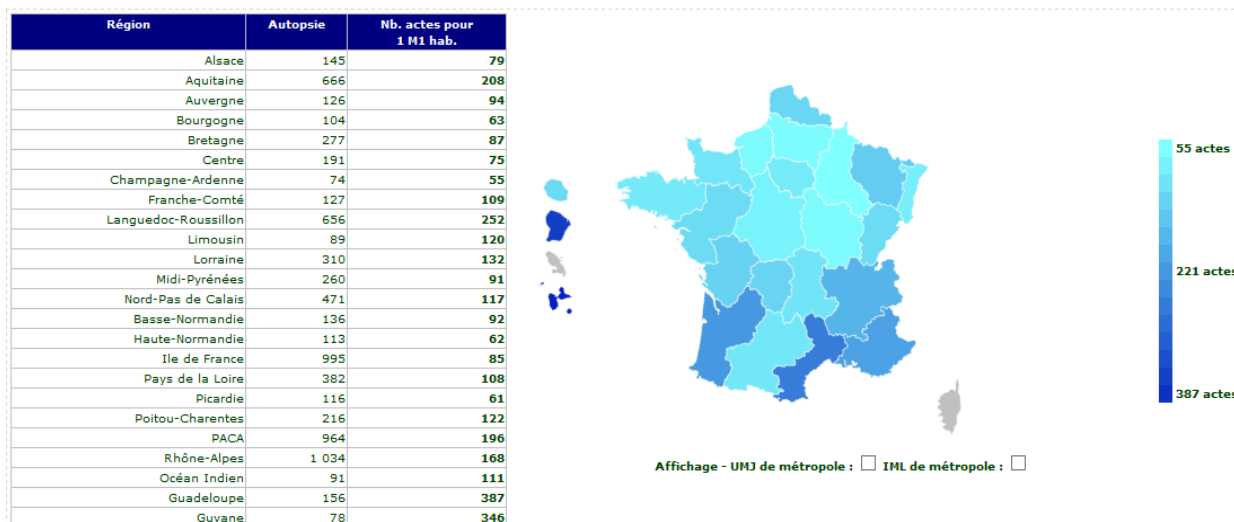 Région Autopsie Nb. actes pour
1 M1 hab.
Alsace 145 79
Aquitaine 666 208
Auvergne 126 94
Bourgogne 104 63
Bretagne 277 87
Centre 191 75
Champagne-Ardenne 74 55
Franche-Comté 127 109
Languedoc-Roussillon 656 252
Limousin 89 120
Lorraine 310 132
Midi-Pyrénées 260 91
Nord-Pas de Calais 471 117
Basse-Normandie 136 92
Haute-Normandie 113 62
Ile de France 995 85
Pays de la Loire 382 108
Picardie 116 61
Poitou-Charentes 216 122
PACA 964 196
Rhône-Alpes 1 034 168
Océan Indien 91 111
Guadeloupe 156 387
Guyane 78 346
55 actes
221 actes
387 actes
Affichage - UMJ de métropole : IML de métropole :